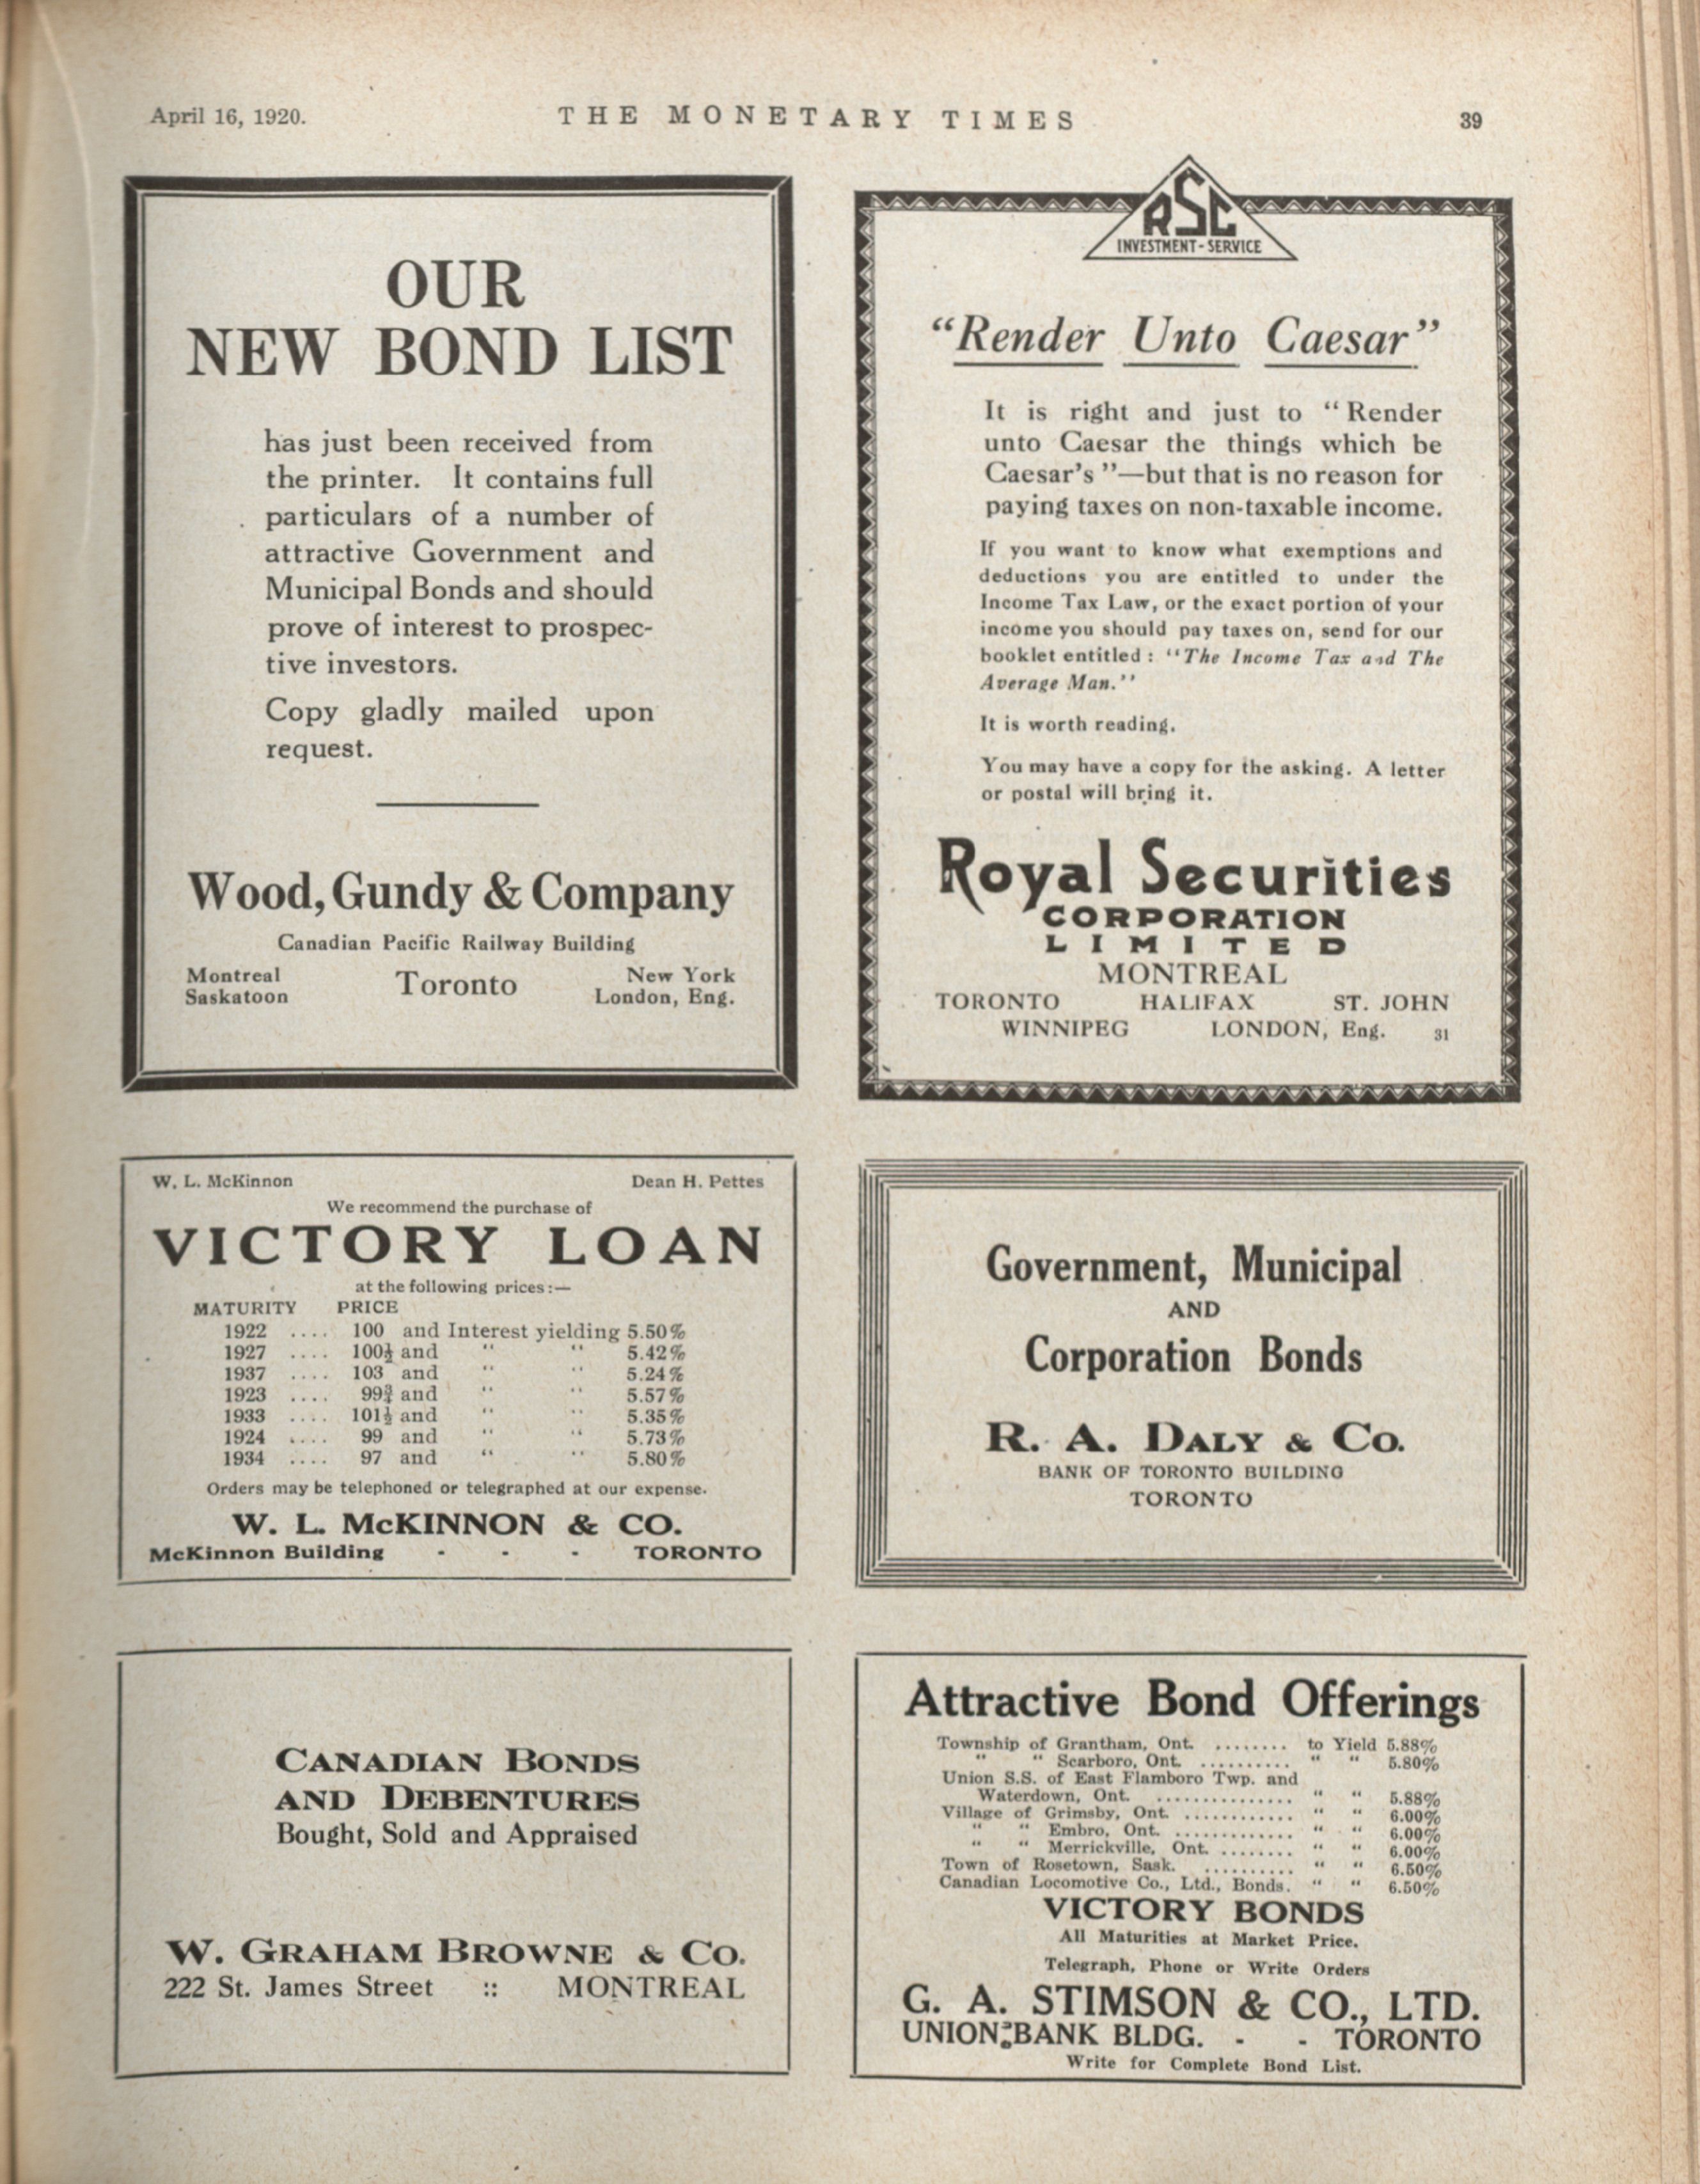 April 16, 1920.
THE MONETARY TIMES
39
OUR
NEW BOND LIST
has just been received from
the printer. It contains full
particulars of a number of
attractive Government and
Municipal Bonds and should
prove of interest to prospec-
tive investors.
Copy gladly mailed upon
request.
Wood, Gundy & Company
Canadian Pacific Railway Building
Montreal
Saskatoon
Toronto
New York
London, Eng.
RSC
INVESTMENT-SERVICE
“Render Unto Caesar”
It is right and just to “Render
unto Caesar the things which be
Caesar's ”—but that is no reason for
paying taxes on non-taxable income.
If you want to know what exemptions and
deductions you are entitled to under the
Income Tax Law, or the exact portion of your
income you should pay taxes on, send for our
booklet entitled: “The Income Tax and The
Average Man.”
It is worth reading.
You may have a copy for the asking. A letter
or postal will bring it.
Royal Securities
CORPORATION
LIMITED
MONTREAL
TORONTO HALIFAX ST. JOHN
WINNIPEG LONDON, Eng. 31
W. L. McKinnon Dean H. Pettes
We recommend the purchase of
VICTORY LOAN
at the following prices:—
MATURITY PRICE
1922 .... 100 and Interest yielding 5.50%
1927 .... 100½ and " " 5.42%
1937 .... 103 and " " 5.24%
1923 .... 99¾ and " " 5.57%
1933 .... 101½ and " " 5.35%
1924 .... 99 and " " 5.73%
1934 .... 97 and " " 5.80%
Orders may be telephoned or telegraphed at our expense.
W. L. McKINNON & CO.
McKinnon Building - - - TORONTO
Government, Municipal
AND
Corporation Bonds
R. A. DALY & CO.
BANK OF TORONTO BUILDING
TORONTO
CANADIAN BONDS
AND DEBENTURES
Bought, Sold and Appraised
W. GRAHAM BROWNE & CO.
222 St. James Street :: MONTREAL
Attractive Bond Offerings
Township of Grantham, Ont. ........ to Yield 5.88%
" " Scarboro, Ont. .......... " " 5.80%
Union S.S. of East Flamboro Twp. and
Waterdown, Ont. ............... " " 5.88%
Village of Grimsby, Ont. ............ " " 6.00%
" " Embro, Ont. ............. " " 6.00%
" " Merrickville, Ont. ........ " " 6.00%
Town of Rosetown, Sask. .......... " " 6.50%
Canadian Locomotive Co., Ltd., Bonds. " " 6.50%
VICTORY BONDS
All Maturities at Market Price.
Telegraph, Phone or Write Orders
G. A. STIMSON & CO., LTD.
UNION BANK BLDG. - - TORONTO
Write for Complete Bond List.